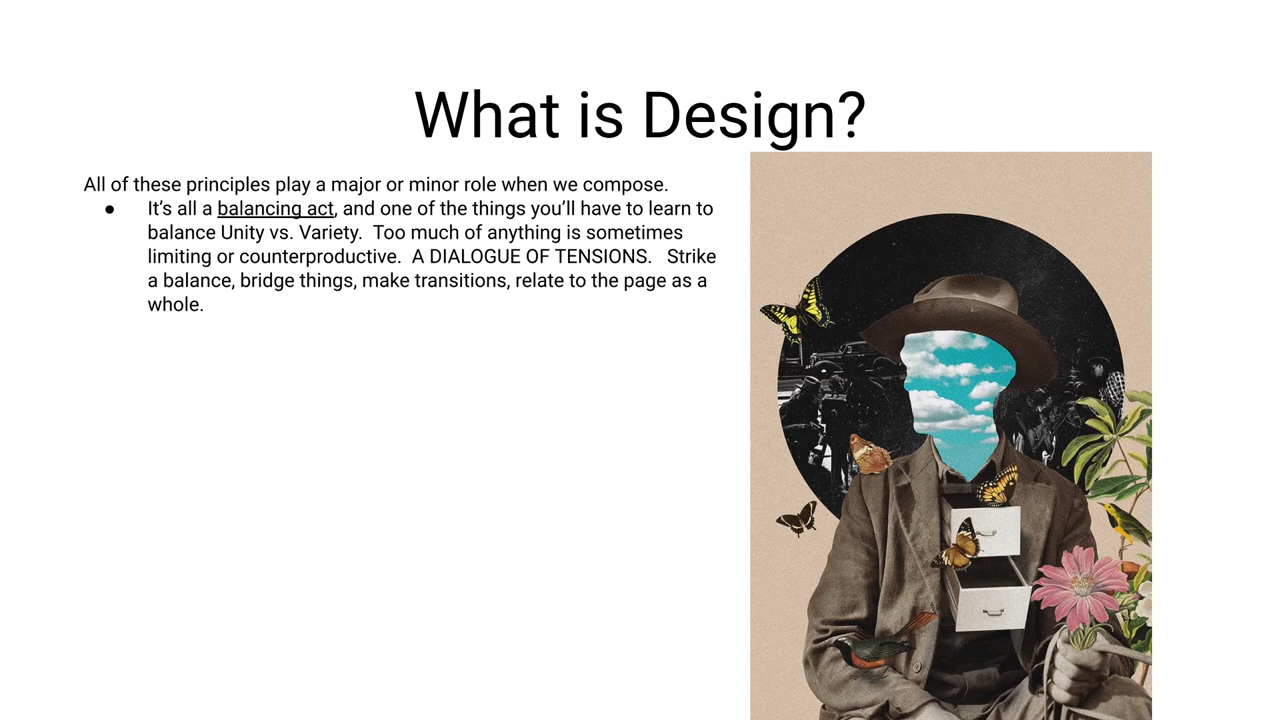 What is Design?
All of these principles play a major or minor role when we compose.
● It’s all a balancing act, and one of the things you’ll have to learn to
balance Unity vs. Variety.  Too much of anything is sometimes
limiting or counterproductive.  A DIALOGUE OF TENSIONS.   Strike
a balance, bridge things, make transitions, relate to the page as a
whole.